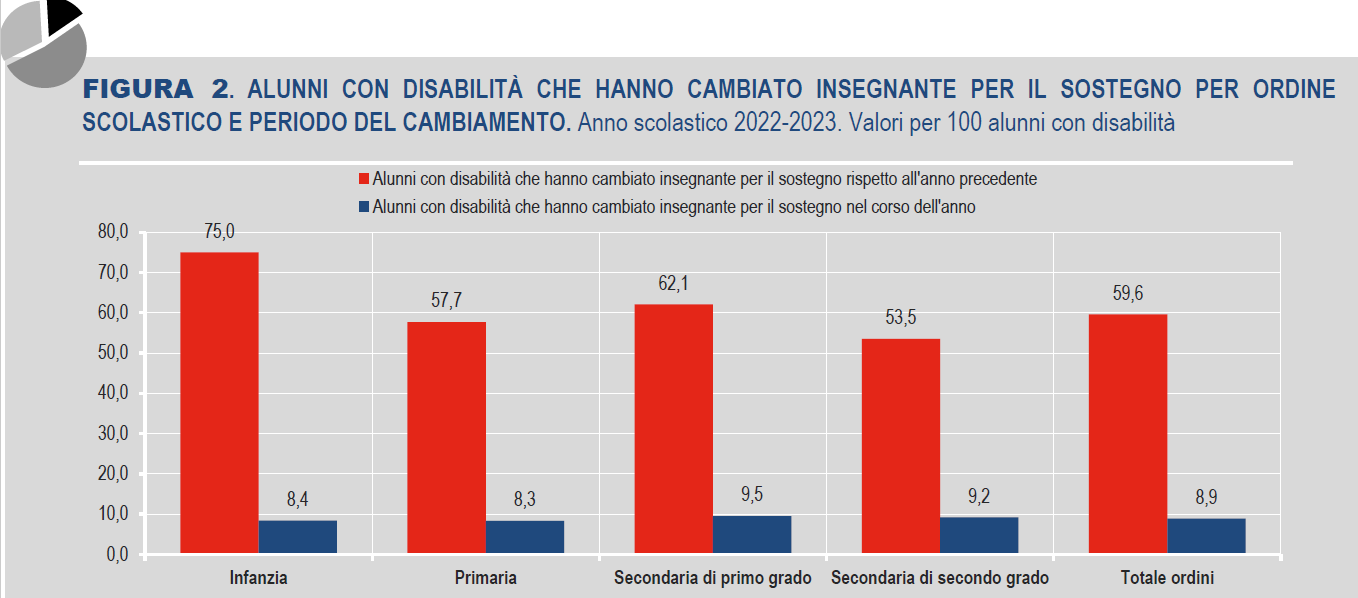 FIGURA 2. ALUNNI CON DISABILITÀ CHE HANNO CAMBIATO INSEGNANTE PER IL SOSTEGNO PER ORDINE
SCOLASTICO E PERIODO DEL CAMBIAMENTO. Anno scolastico 2022-2023. Valori per 100 alunni con disabilità
Alunni con disabilità che hanno cambiato insegnante per il sostegno rispetto all'anno precedente
Alunni con disabilità che hanno cambiato insegnante per il sostegno nel corso dell'anno
80,0
70,0
60,0
50,0
40,0
30,0
20,0
10,0
0,0
75,0
8,4
57,7
8,3
62,1
9,5
53,5
9,2
59,6
8,9
Infanzia
Primaria
Secondaria di primo grado
Secondaria di secondo grado
Totale ordini